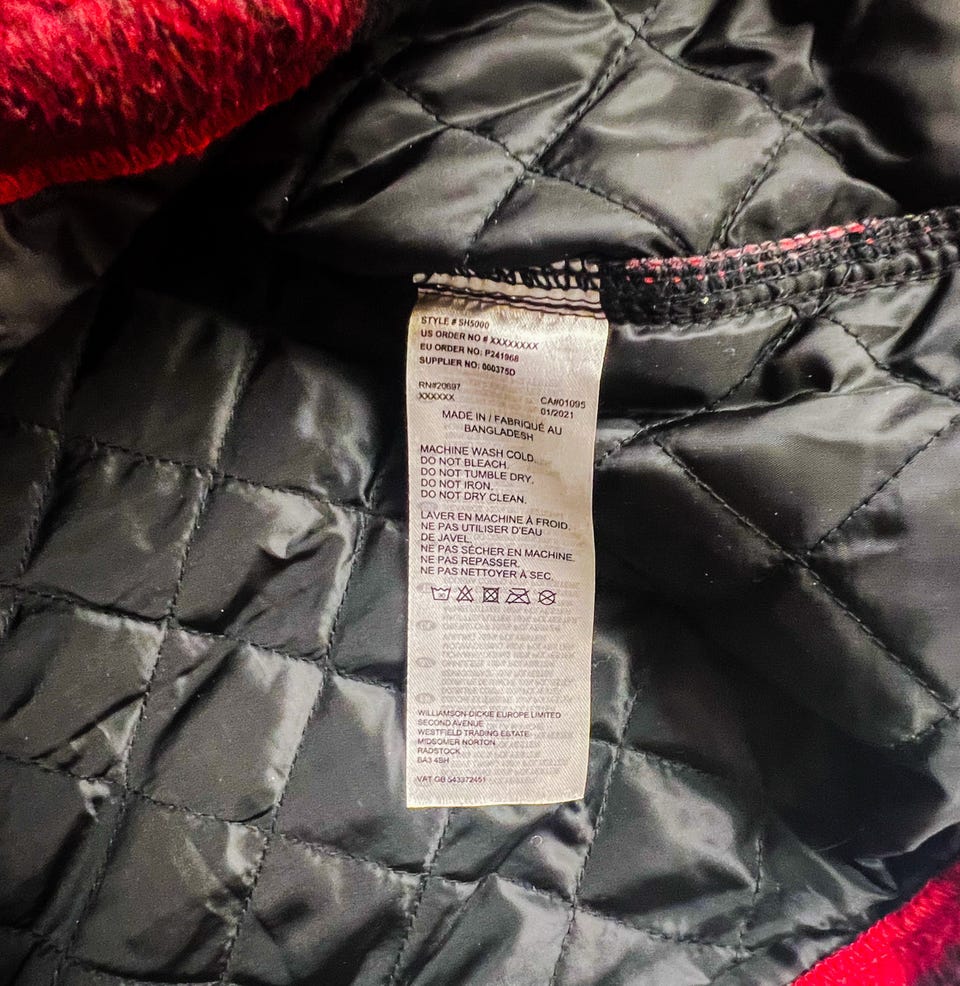 STYLE # SH5000
US ORDER NO # XXXXXXXX
EU ORDER NO: P241968
SUPPLIER NO: 000375D
RN#20697
XXXXXX
CA#01095
01/2021
MADE IN / FABRIQUÉ AU
BANGLADESH
MACHINE WASH COLD.
DO NOT BLEACH.
DO NOT TUMBLE DRY.
DO NOT IRON.
DO NOT DRY CLEAN.
LAVER EN MACHINE À FROID.
NE PAS UTILISER D'EAU
DE JAVEL.
NE PAS SÉCHER EN MACHINE.
NE PAS REPASSER.
NE PAS NETTOYER À SEC.
WILLIAMSON-DICKIE EUROPE LIMITED
SECOND AVENUE
WESTFIELD TRADING ESTATE
MIDSOMER NORTON
RADSTOCK
BA3 4BH
VAT GB 543372451